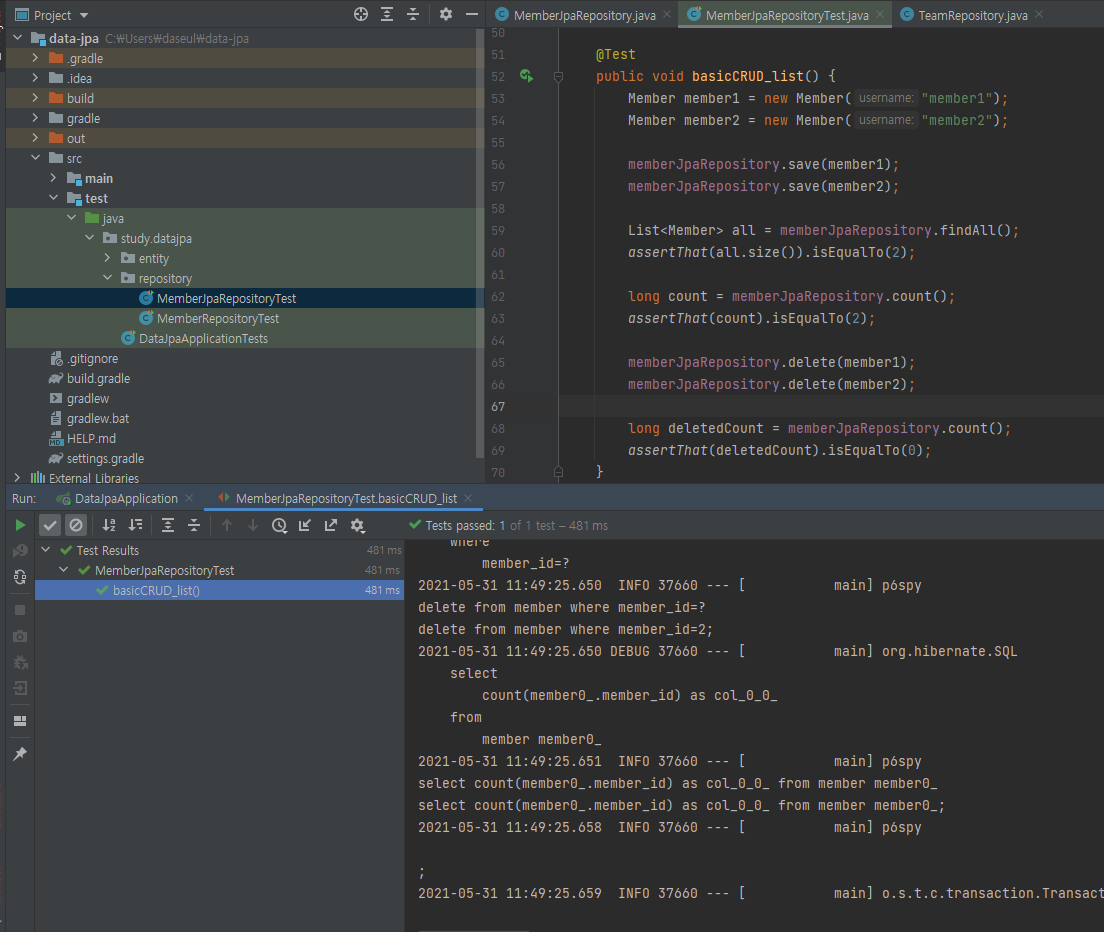 Project
data-jpa C:₩Users₩daseul₩data-jpa
.gradle
.idea
build
gradle
out
src
main
test
java
study.datajpa
entity
repository
MemberJpaRepositoryTest
MemberRepositoryTest
DataJpaApplicationTests
.gitignore
build.gradle
gradlew
gradlew.bat
HELP.md
settings.gradle
External Libraries
MemberJpaRepository.java
MemberJpaRepositoryTest.java
TeamRepository.java
50
51 @Test
52 public void basicCRUD_list() {
53 Member member1 = new Member( username: "member1");
54 Member member2 = new Member( username: "member2");
55
56 memberJpaRepository.save(member1);
57 memberJpaRepository.save(member2);
58
59 List<Member> all = memberJpaRepository.findAll();
60 assertThat(all.size()).isEqualTo(2);
61
62 long count = memberJpaRepository.count();
63 assertThat(count).isEqualTo(2);
64
65 memberJpaRepository.delete(member1);
66 memberJpaRepository.delete(member2);
67
68 long deletedCount = memberJpaRepository.count();
69 assertThat(deletedCount).isEqualTo(0);
70 }
Run: DataJpaApplication MemberJpaRepositoryTest.basicCRUD_list
Tests passed: 1 of 1 test – 481 ms
Test Results 481 ms
MemberJpaRepositoryTest 481 ms
basicCRUD_list() 481 ms
where
member_id=?
2021-05-31 11:49:25.650 INFO 37660 --- [ main] p6spy
delete from member where member_id=?
delete from member where member_id=2;
2021-05-31 11:49:25.650 DEBUG 37660 --- [ main] org.hibernate.SQL
select
count(member0_.member_id) as col_0_0_
from
member member0_
2021-05-31 11:49:25.651 INFO 37660 --- [ main] p6spy
select count(member0_.member_id) as col_0_0_ from member member0_
select count(member0_.member_id) as col_0_0_ from member member0_;
2021-05-31 11:49:25.658 INFO 37660 --- [ main] p6spy
;
2021-05-31 11:49:25.659 INFO 37660 --- [ main] o.s.t.c.transaction.Transact